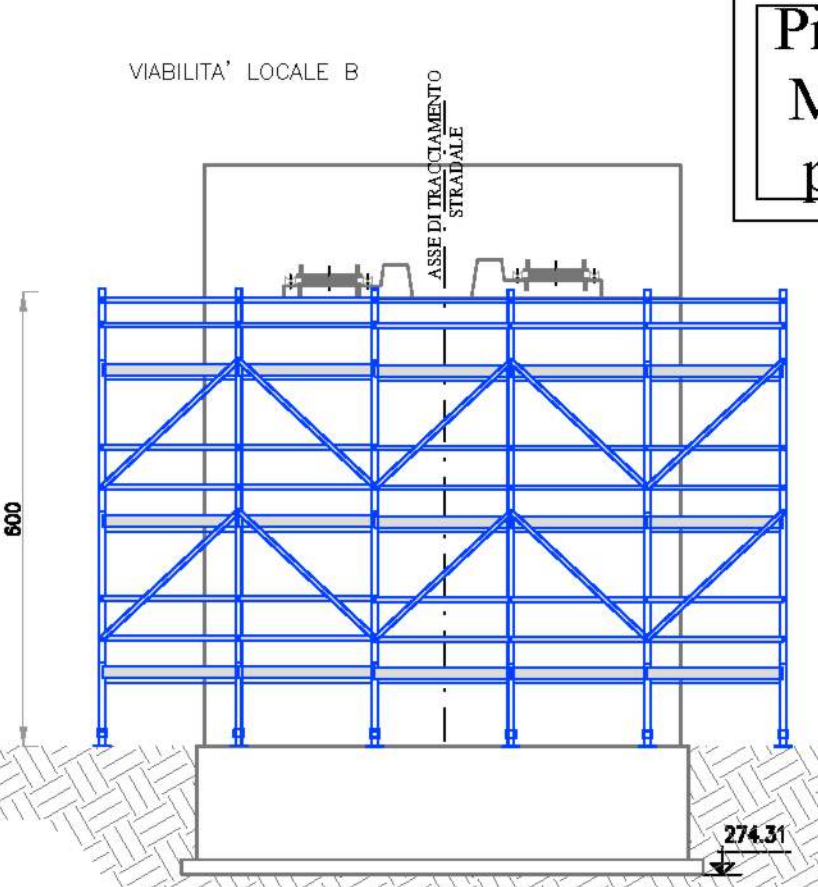 VIABILITA' LOCALE B
ASSE DI TRACCIAMENTO
STRADALE
600
274.31